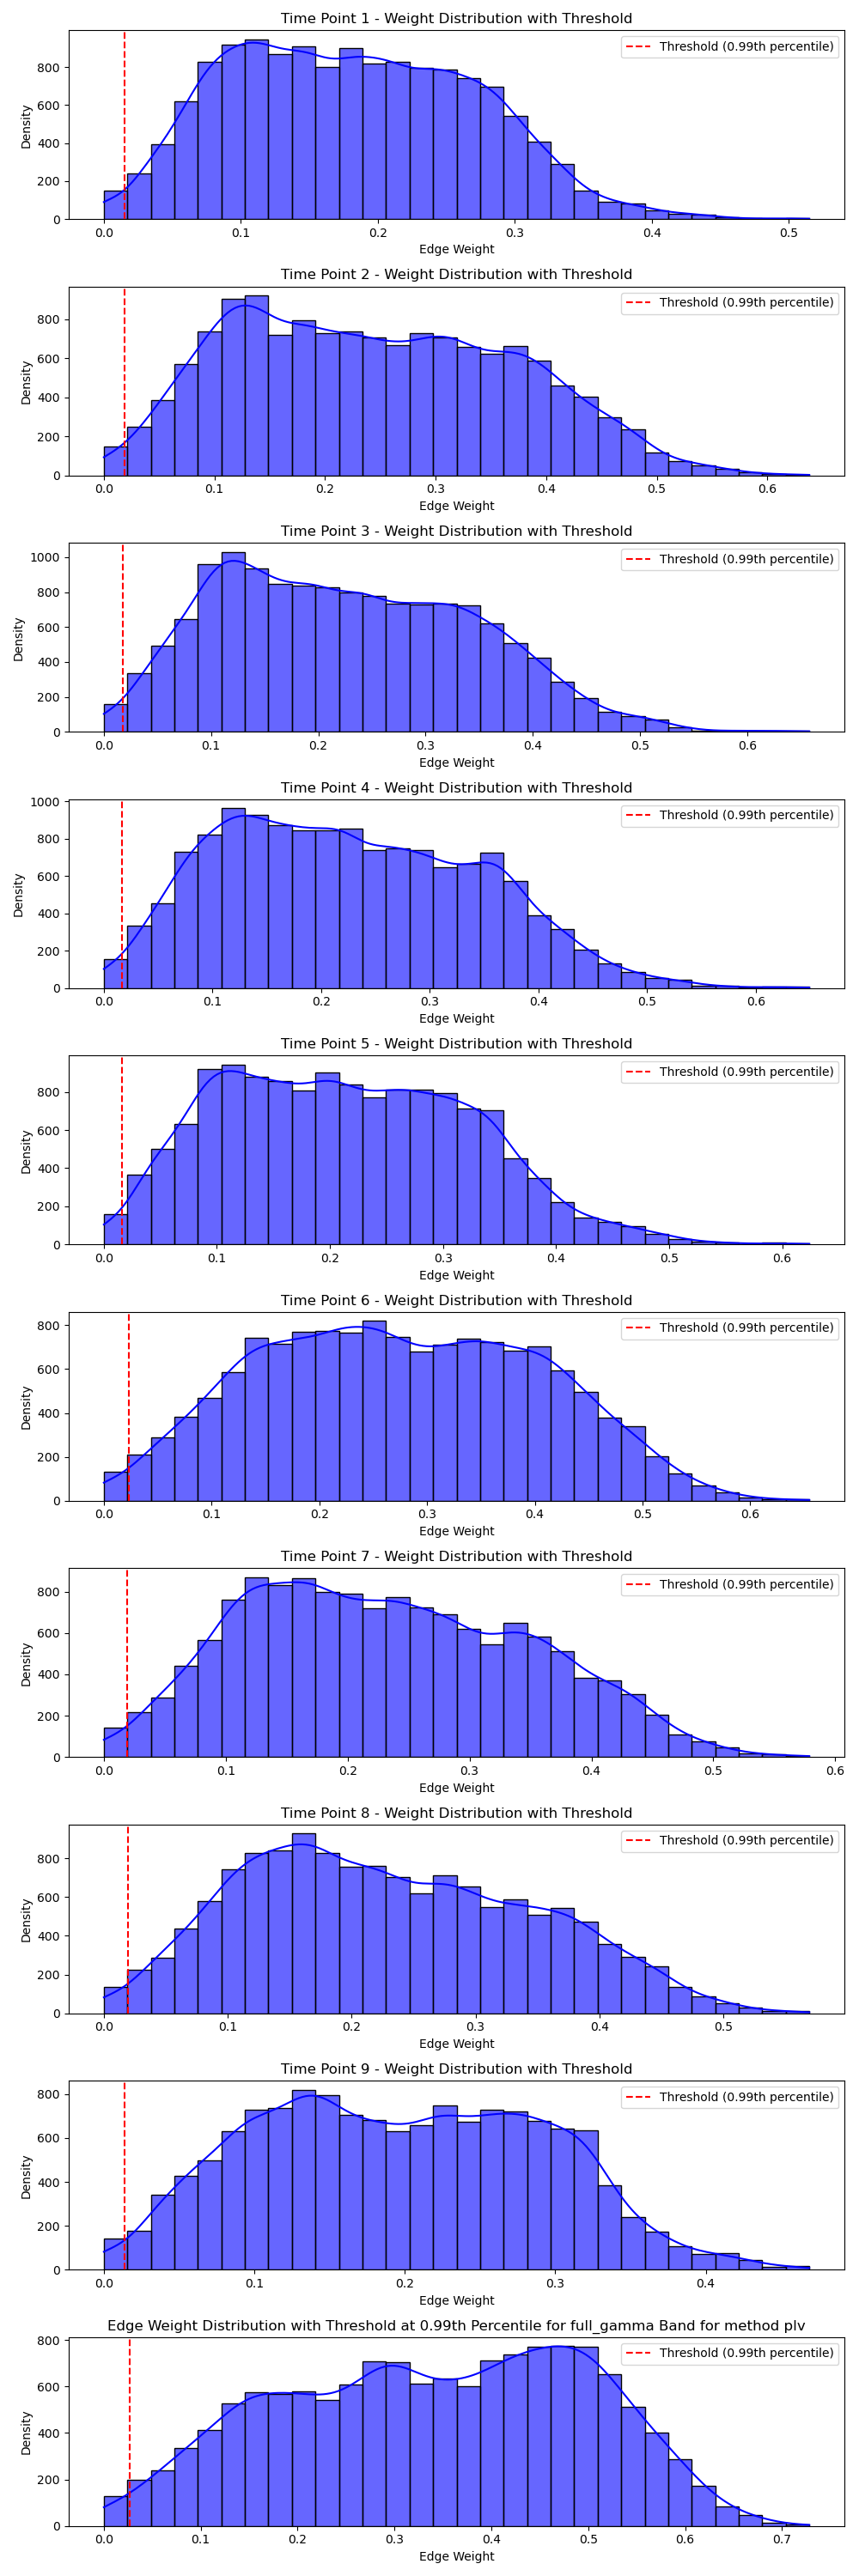 Time Point 1 - Weight Distribution with Threshold
Threshold (0.99th percentile)
Density
800
600
400
200
0
0.0 0.1 0.2 0.3 0.4 0.5
Edge Weight
Time Point 2 - Weight Distribution with Threshold
Threshold (0.99th percentile)
Density
800
600
400
200
0
0.0 0.1 0.2 0.3 0.4 0.5 0.6
Edge Weight
Time Point 3 - Weight Distribution with Threshold
Threshold (0.99th percentile)
Density
1000
800
600
400
200
0
0.0 0.1 0.2 0.3 0.4 0.5 0.6
Edge Weight
Time Point 4 - Weight Distribution with Threshold
Threshold (0.99th percentile)
Density
1000
800
600
400
200
0
0.0 0.1 0.2 0.3 0.4 0.5 0.6
Edge Weight
Time Point 5 - Weight Distribution with Threshold
Threshold (0.99th percentile)
Density
800
600
400
200
0
0.0 0.1 0.2 0.3 0.4 0.5 0.6
Edge Weight
Time Point 6 - Weight Distribution with Threshold
Threshold (0.99th percentile)
Density
800
600
400
200
0
0.0 0.1 0.2 0.3 0.4 0.5 0.6
Edge Weight
Time Point 7 - Weight Distribution with Threshold
Threshold (0.99th percentile)
Density
800
600
400
200
0
0.0 0.1 0.2 0.3 0.4 0.5 0.6
Edge Weight
Time Point 8 - Weight Distribution with Threshold
Threshold (0.99th percentile)
Density
800
600
400
200
0
0.0 0.1 0.2 0.3 0.4 0.5
Edge Weight
Time Point 9 - Weight Distribution with Threshold
Threshold (0.99th percentile)
Density
800
600
400
200
0
0.0 0.1 0.2 0.3 0.4
Edge Weight
Edge Weight Distribution with Threshold at 0.99th Percentile for full_gamma Band for method plv
Threshold (0.99th percentile)
Density
800
600
400
200
0
0.0 0.1 0.2 0.3 0.4 0.5 0.6 0.7
Edge Weight